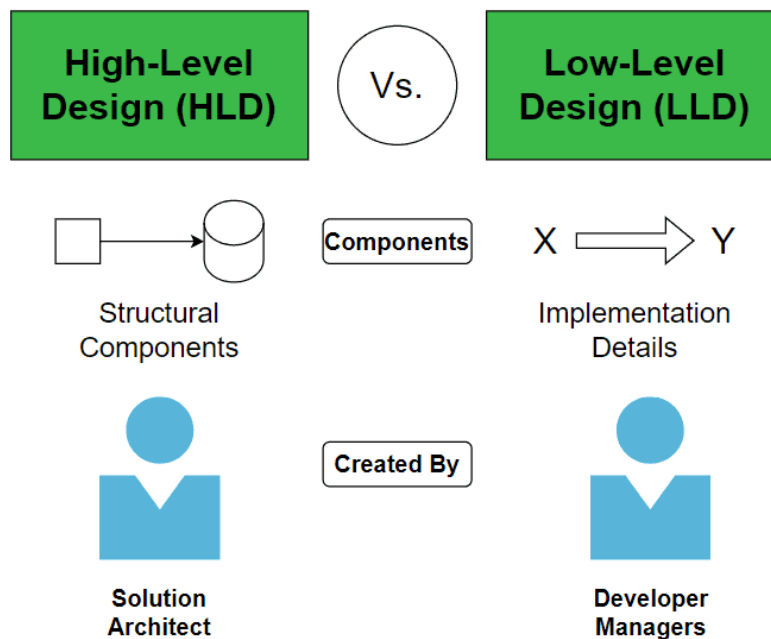 High-Level
Design (HLD)
Vs.
Low-Level
Design (LLD)
Components
X
Y
Structural
Components
Implementation
Details
Created By
Solution
Architect
Developer
Managers